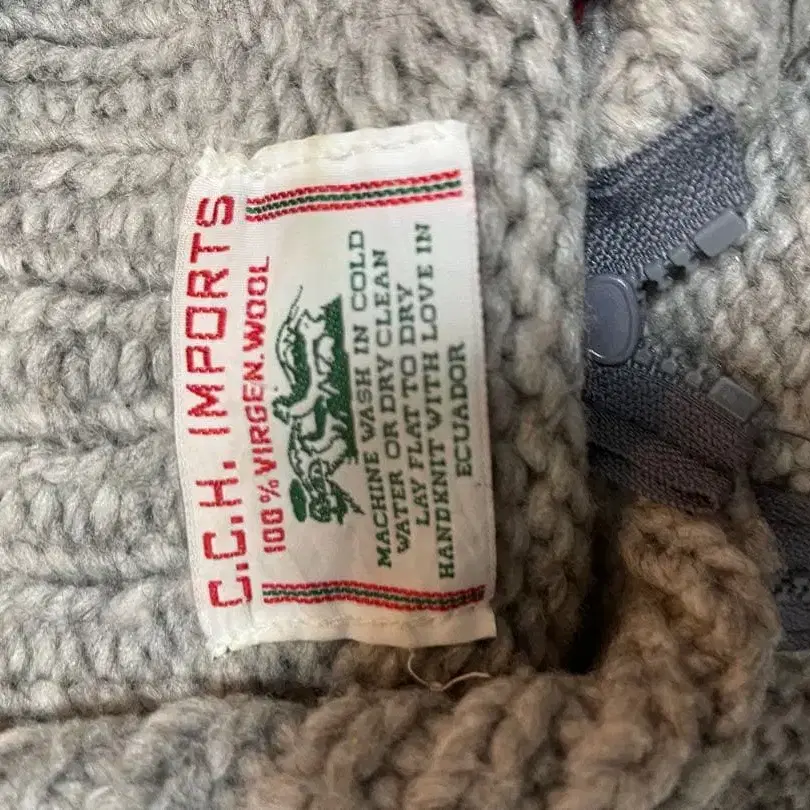 C.C.H. IMPORTS
100% VIRGEN.WOOL
MACHINE WASH IN COLD
WATER OR DRY CLEAN
LAY FLAT TO DRY
HANDKNIT WITH LOVE IN
ECUADOR